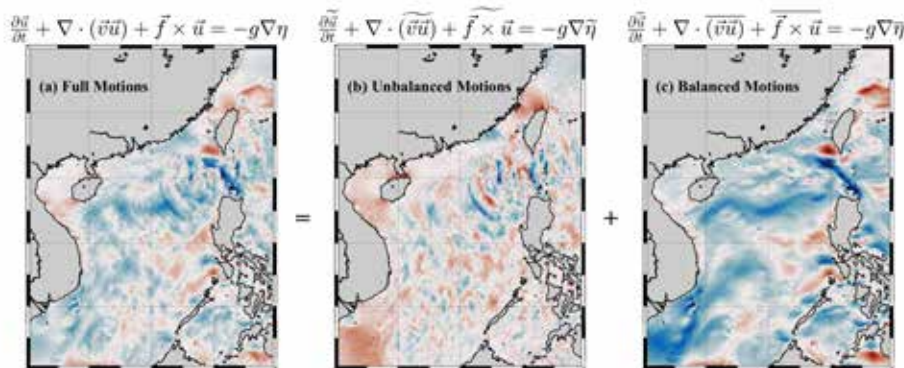 ∂u⃗/∂t + ∇ · (v⃗u⃗) + f⃗ × u⃗ = −g∇η
∂ũ⃗/∂t + ∇ · (v⃗u⃗)~ + (f⃗ × u⃗)~ = −g∇η̃
∂ũ⃗/∂t + ∇ · (v⃗u⃗)‾ + (f⃗ × u⃗)‾ = −g∇η̅
(a) Full Motions
(b) Unbalanced Motions
(c) Balanced Motions
=
+